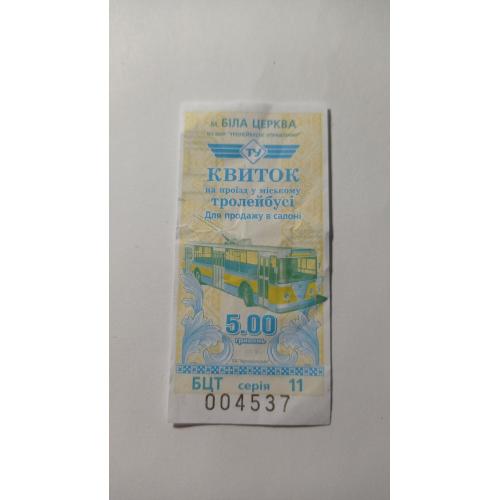 м. БІЛА ЦЕРКВА
ТУ
КВИТОК
на проїзд у міському
тролейбусі
Для продажу в салоні
5.00
гривень
БЦТ серія 11
004537